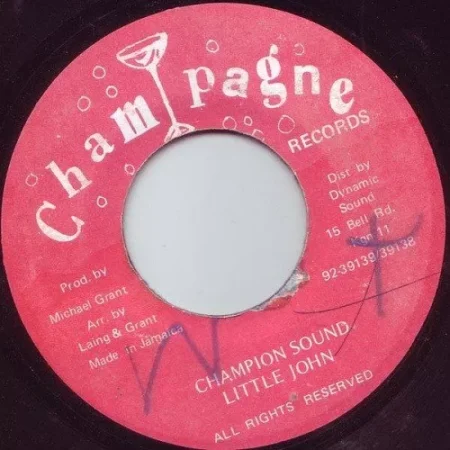 Champagne
RECORDS
Dist by
Dynamic
Sound
15 Bell Rd.
11
92-39139/39138
Prod. by
Michael Grant
Arr. by
Laing & Grant
Made in Jamaica
CHAMPION SOUND
LITTLE JOHN
ALL RIGHTS RESERVED